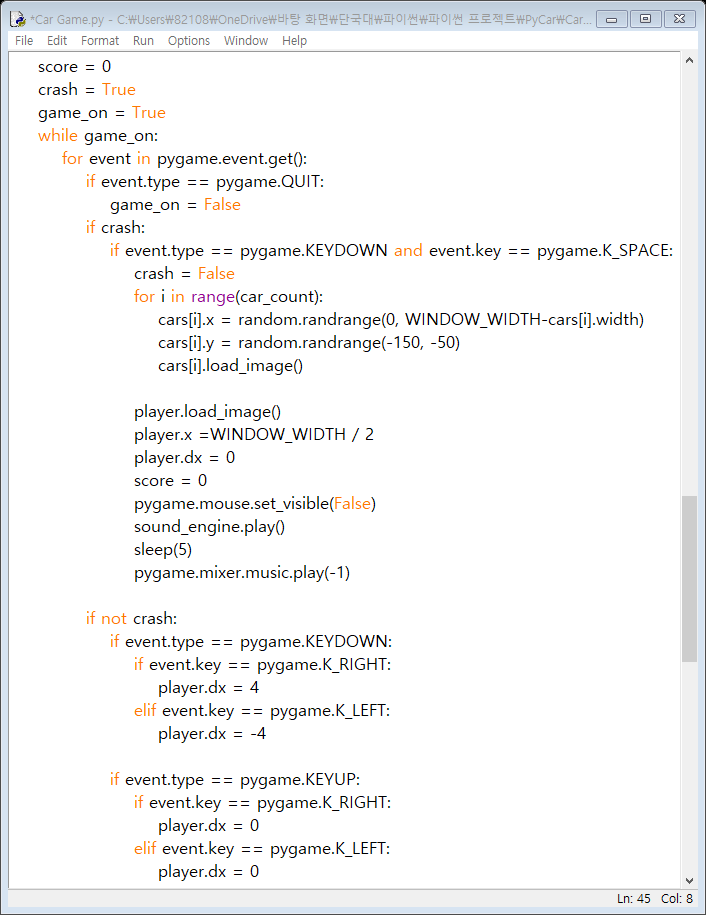 *Car Game.py - C:₩Users₩82108₩OneDrive₩바탕 화면₩단국대₩파이썬₩파이썬 프로젝트₩PyCar₩Car...
File Edit Format Run Options Window Help
score = 0
crash = True
game_on = True
while game_on:
for event in pygame.event.get():
if event.type == pygame.QUIT:
game_on = False
if crash:
if event.type == pygame.KEYDOWN and event.key == pygame.K_SPACE:
crash = False
for i in range(car_count):
cars[i].x = random.randrange(0, WINDOW_WIDTH-cars[i].width)
cars[i].y = random.randrange(-150, -50)
cars[i].load_image()
player.load_image()
player.x =WINDOW_WIDTH / 2
player.dx = 0
score = 0
pygame.mouse.set_visible(False)
sound_engine.play()
sleep(5)
pygame.mixer.music.play(-1)
if not crash:
if event.type == pygame.KEYDOWN:
if event.key == pygame.K_RIGHT:
player.dx = 4
elif event.key == pygame.K_LEFT:
player.dx = -4
if event.type == pygame.KEYUP:
if event.key == pygame.K_RIGHT:
player.dx = 0
elif event.key == pygame.K_LEFT:
player.dx = 0
Ln: 45 Col: 8